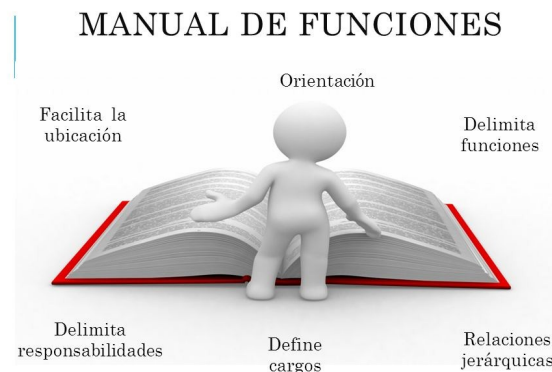 MANUAL DE FUNCIONES
Orientación
Facilita la
ubicación
Delimita
funciones
Delimita
responsabilidades
Define
cargos
Relaciones
jerárquicas